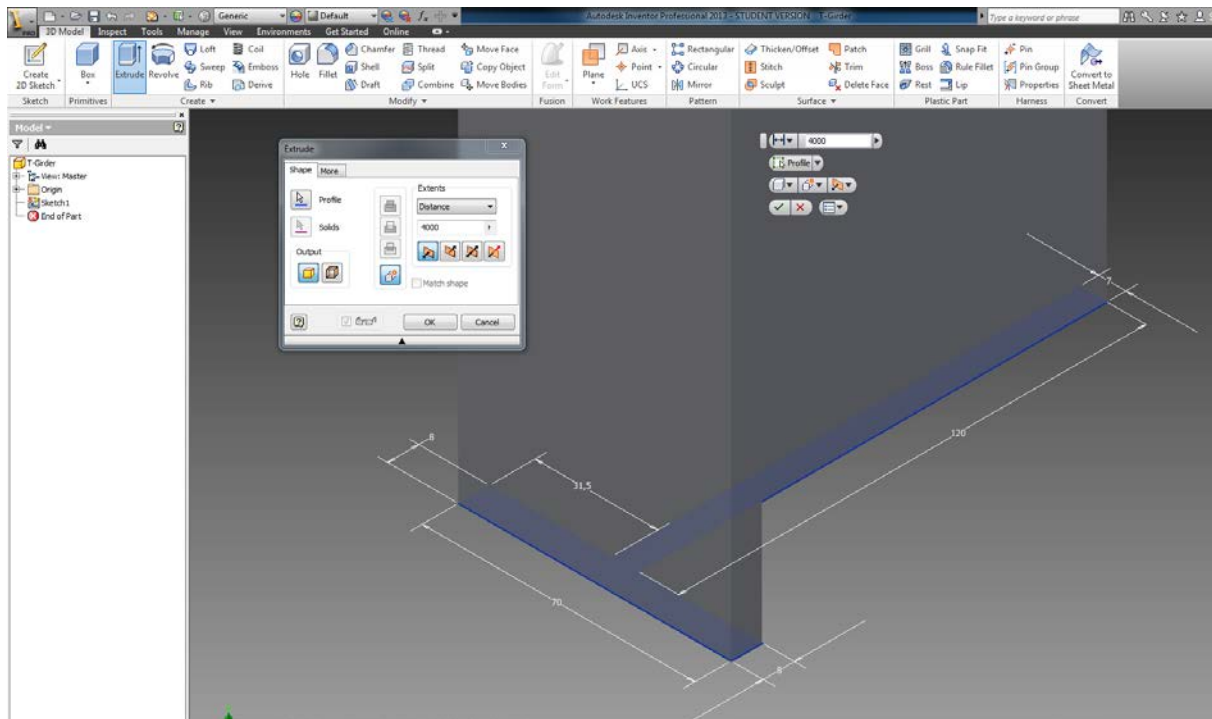 Generic Default
Autodesk Inventor Professional 2013 - STUDENT VERSION T-Girder
Type a keyword or phrase
PRO 3D Model Inspect Tools Manage View Environments Get Started Online
Create 2D Sketch
Box
Extrude Revolve
Loft Coil
Sweep Emboss
Rib Derive
Hole Fillet
Chamfer Thread Move Face
Shell Split Copy Object
Draft Combine Move Bodies
Edit Form
Plane
Axis
Point
UCS
Rectangular
Circular
Mirror
Thicken/Offset Patch
Stitch Trim
Sculpt Delete Face
Grill Snap Fit
Boss Rule Fillet
Rest Lip
Pin
Pin Group
Properties
Convert to Sheet Metal
Sketch Primitives Create Modify Fusion Work Features Pattern Surface Plastic Part Harness Convert
Model
T-Girder
View: Master
Origin
Sketch1
End of Part
Extrude
Shape More
Profile
Solids
Output
Extents
Distance
4000
Match shape
OK Cancel
4000
Profile
7
120
8
31,5
70
8